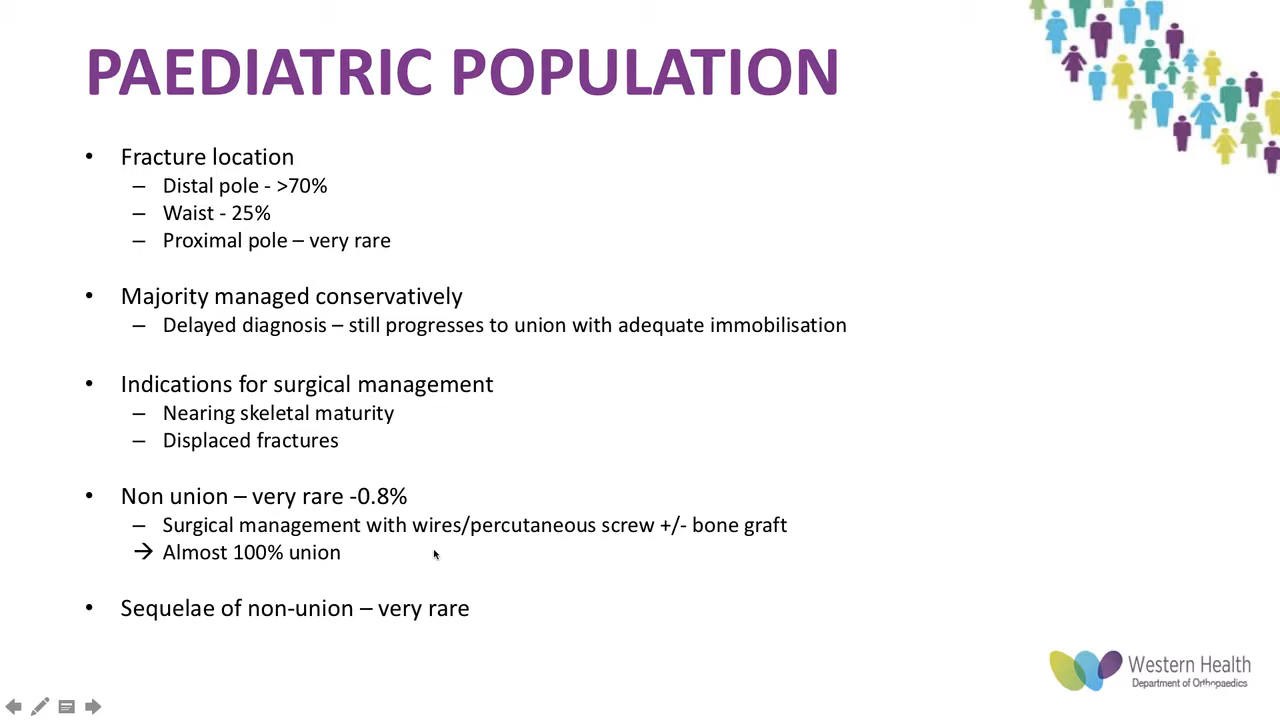 PAEDIATRIC POPULATION
• Fracture location
– Distal pole - >70%
– Waist - 25%
– Proximal pole – very rare
• Majority managed conservatively
– Delayed diagnosis – still progresses to union with adequate immobilisation
• Indications for surgical management
– Nearing skeletal maturity
– Displaced fractures
• Non union – very rare -0.8%
– Surgical management with wires/percutaneous screw +/- bone graft
→ Almost 100% union
• Sequelae of non-union – very rare
Western Health
Department of Orthopaedics